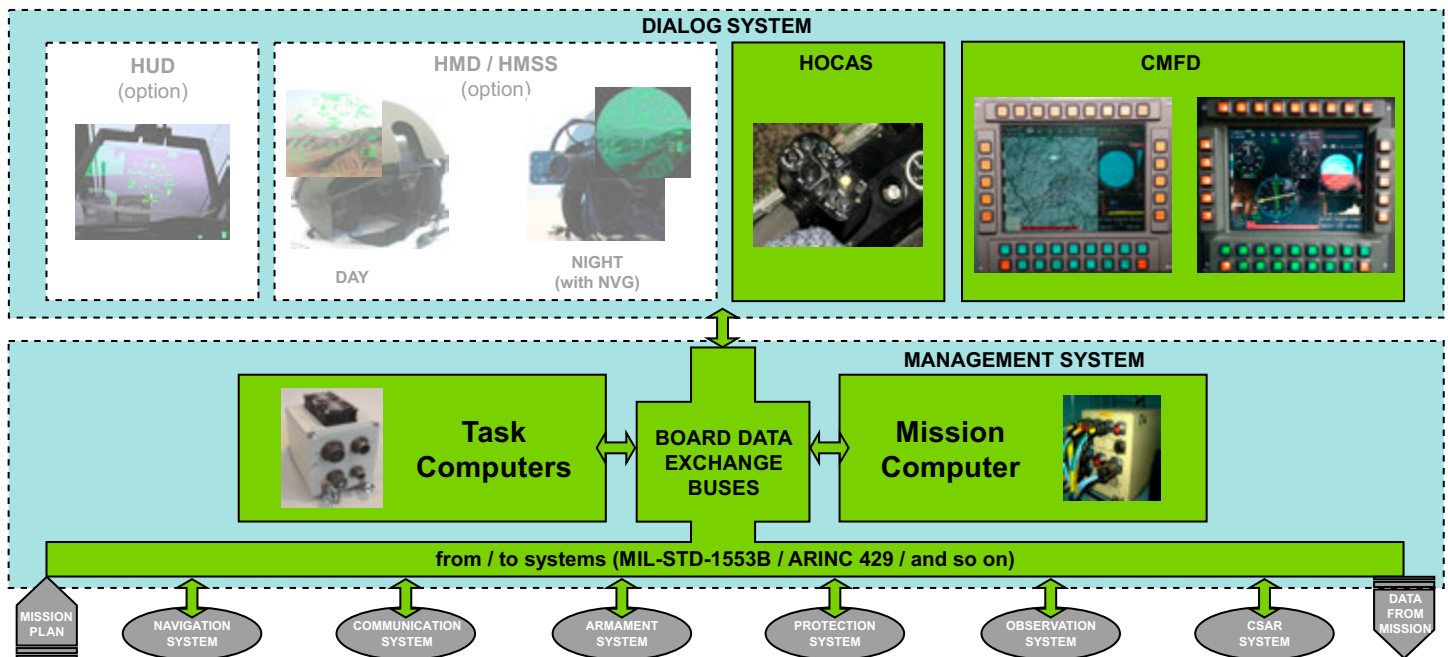 DIALOG SYSTEM
HUD
(option)
HMD / HMSS
(option)
DAY
NIGHT
(with NVG)
HOCAS
CMFD
MANAGEMENT SYSTEM
Task
Computers
BOARD DATA
EXCHANGE
BUSES
Mission
Computer
from / to systems (MIL-STD-1553B / ARINC 429 / and so on)
MISSION
PLAN
NAVIGATION
SYSTEM
COMMUNICATION
SYSTEM
ARMAMENT
SYSTEM
PROTECTION
SYSTEM
OBSERVATION
SYSTEM
CSAR
SYSTEM
DATA
FROM
MISSION